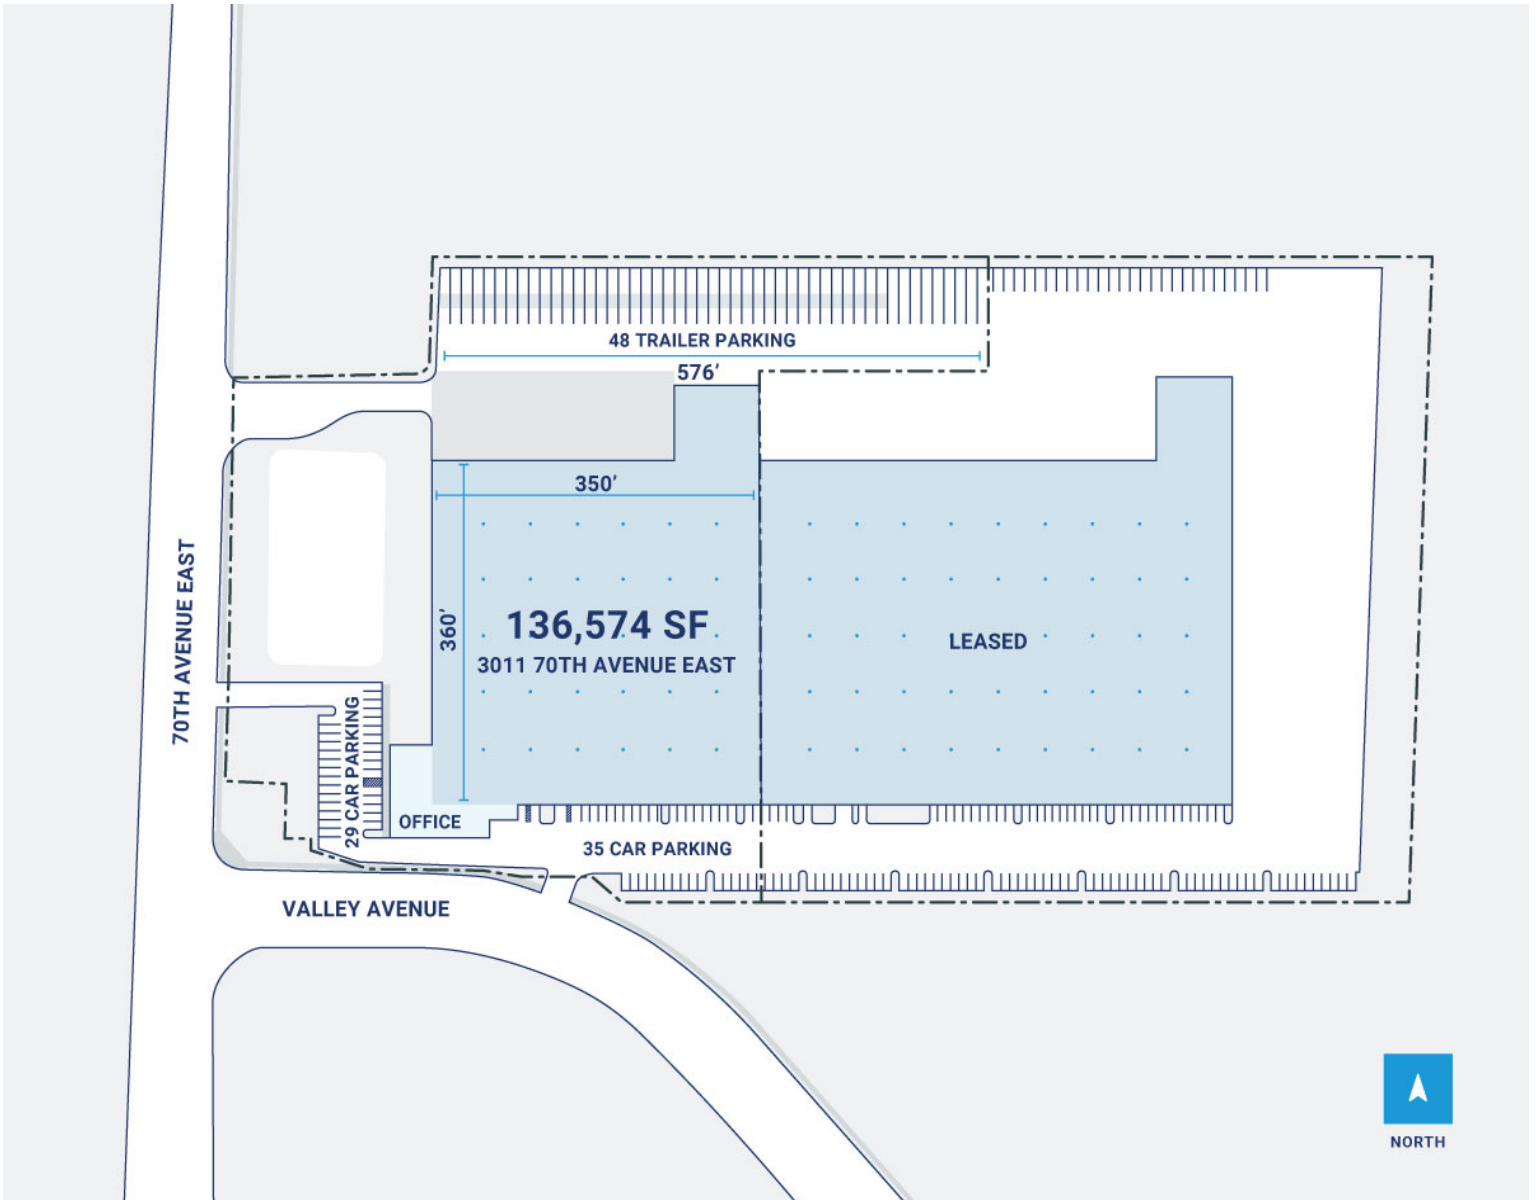 48 TRAILER PARKING
576’
350’
360’
136,574 SF
3011 70TH AVENUE EAST
LEASED
70TH AVENUE EAST
29 CAR PARKING
OFFICE
35 CAR PARKING
VALLEY AVENUE
NORTH